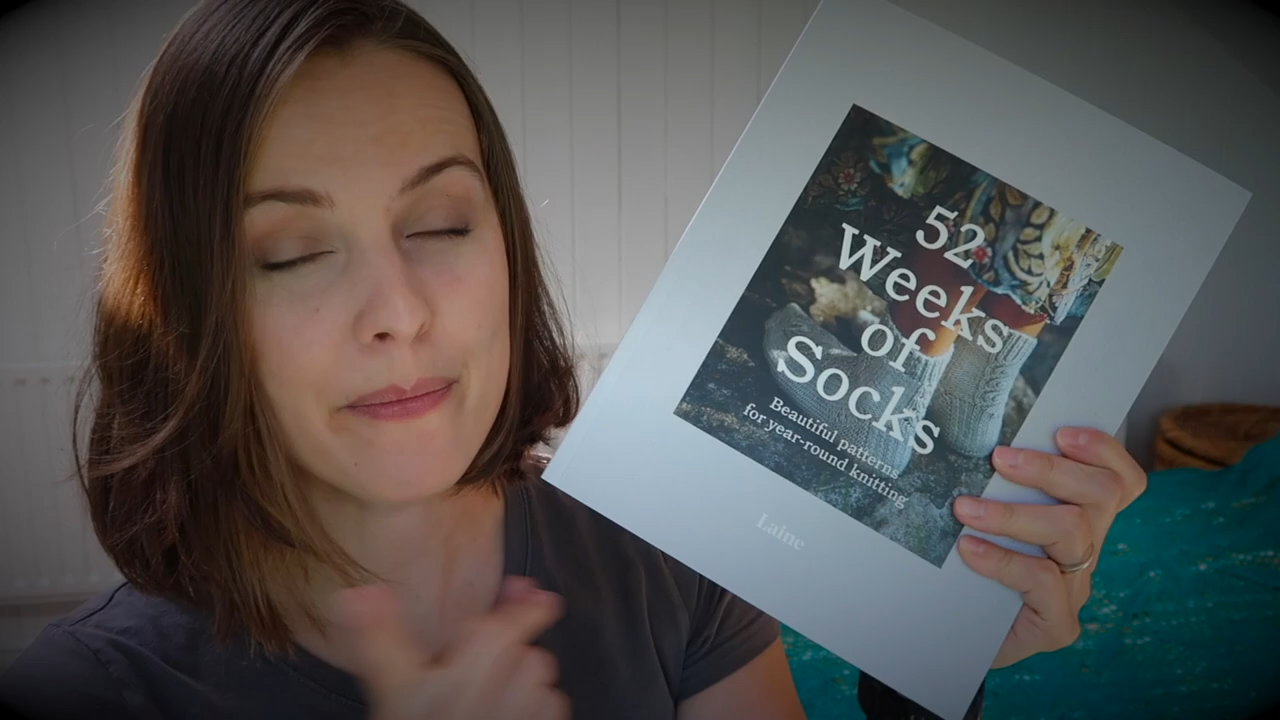 52
Weeks
of
Socks
Beautiful patterns
for year-round knitting
Laine